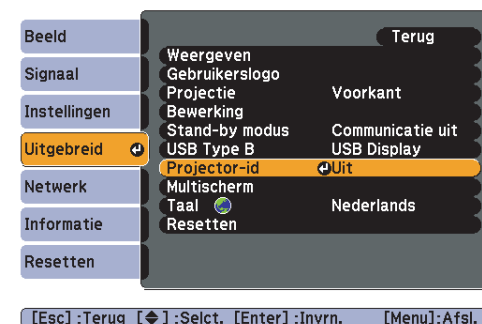 Beeld
Signaal
Instellingen
Uitgebreid
Netwerk
Informatie
Resetten
Terug
Weergeven
Gebruikerslogo
Projectie Voorkant
Bewerking
Stand-by modus Communicatie uit
USB Type B USB Display
Projector-id Uit
Multischerm
Taal Nederlands
Resetten
[Esc] :Terug [◆] :Selct. [Enter] :Invrn. [Menu]:Afsl.